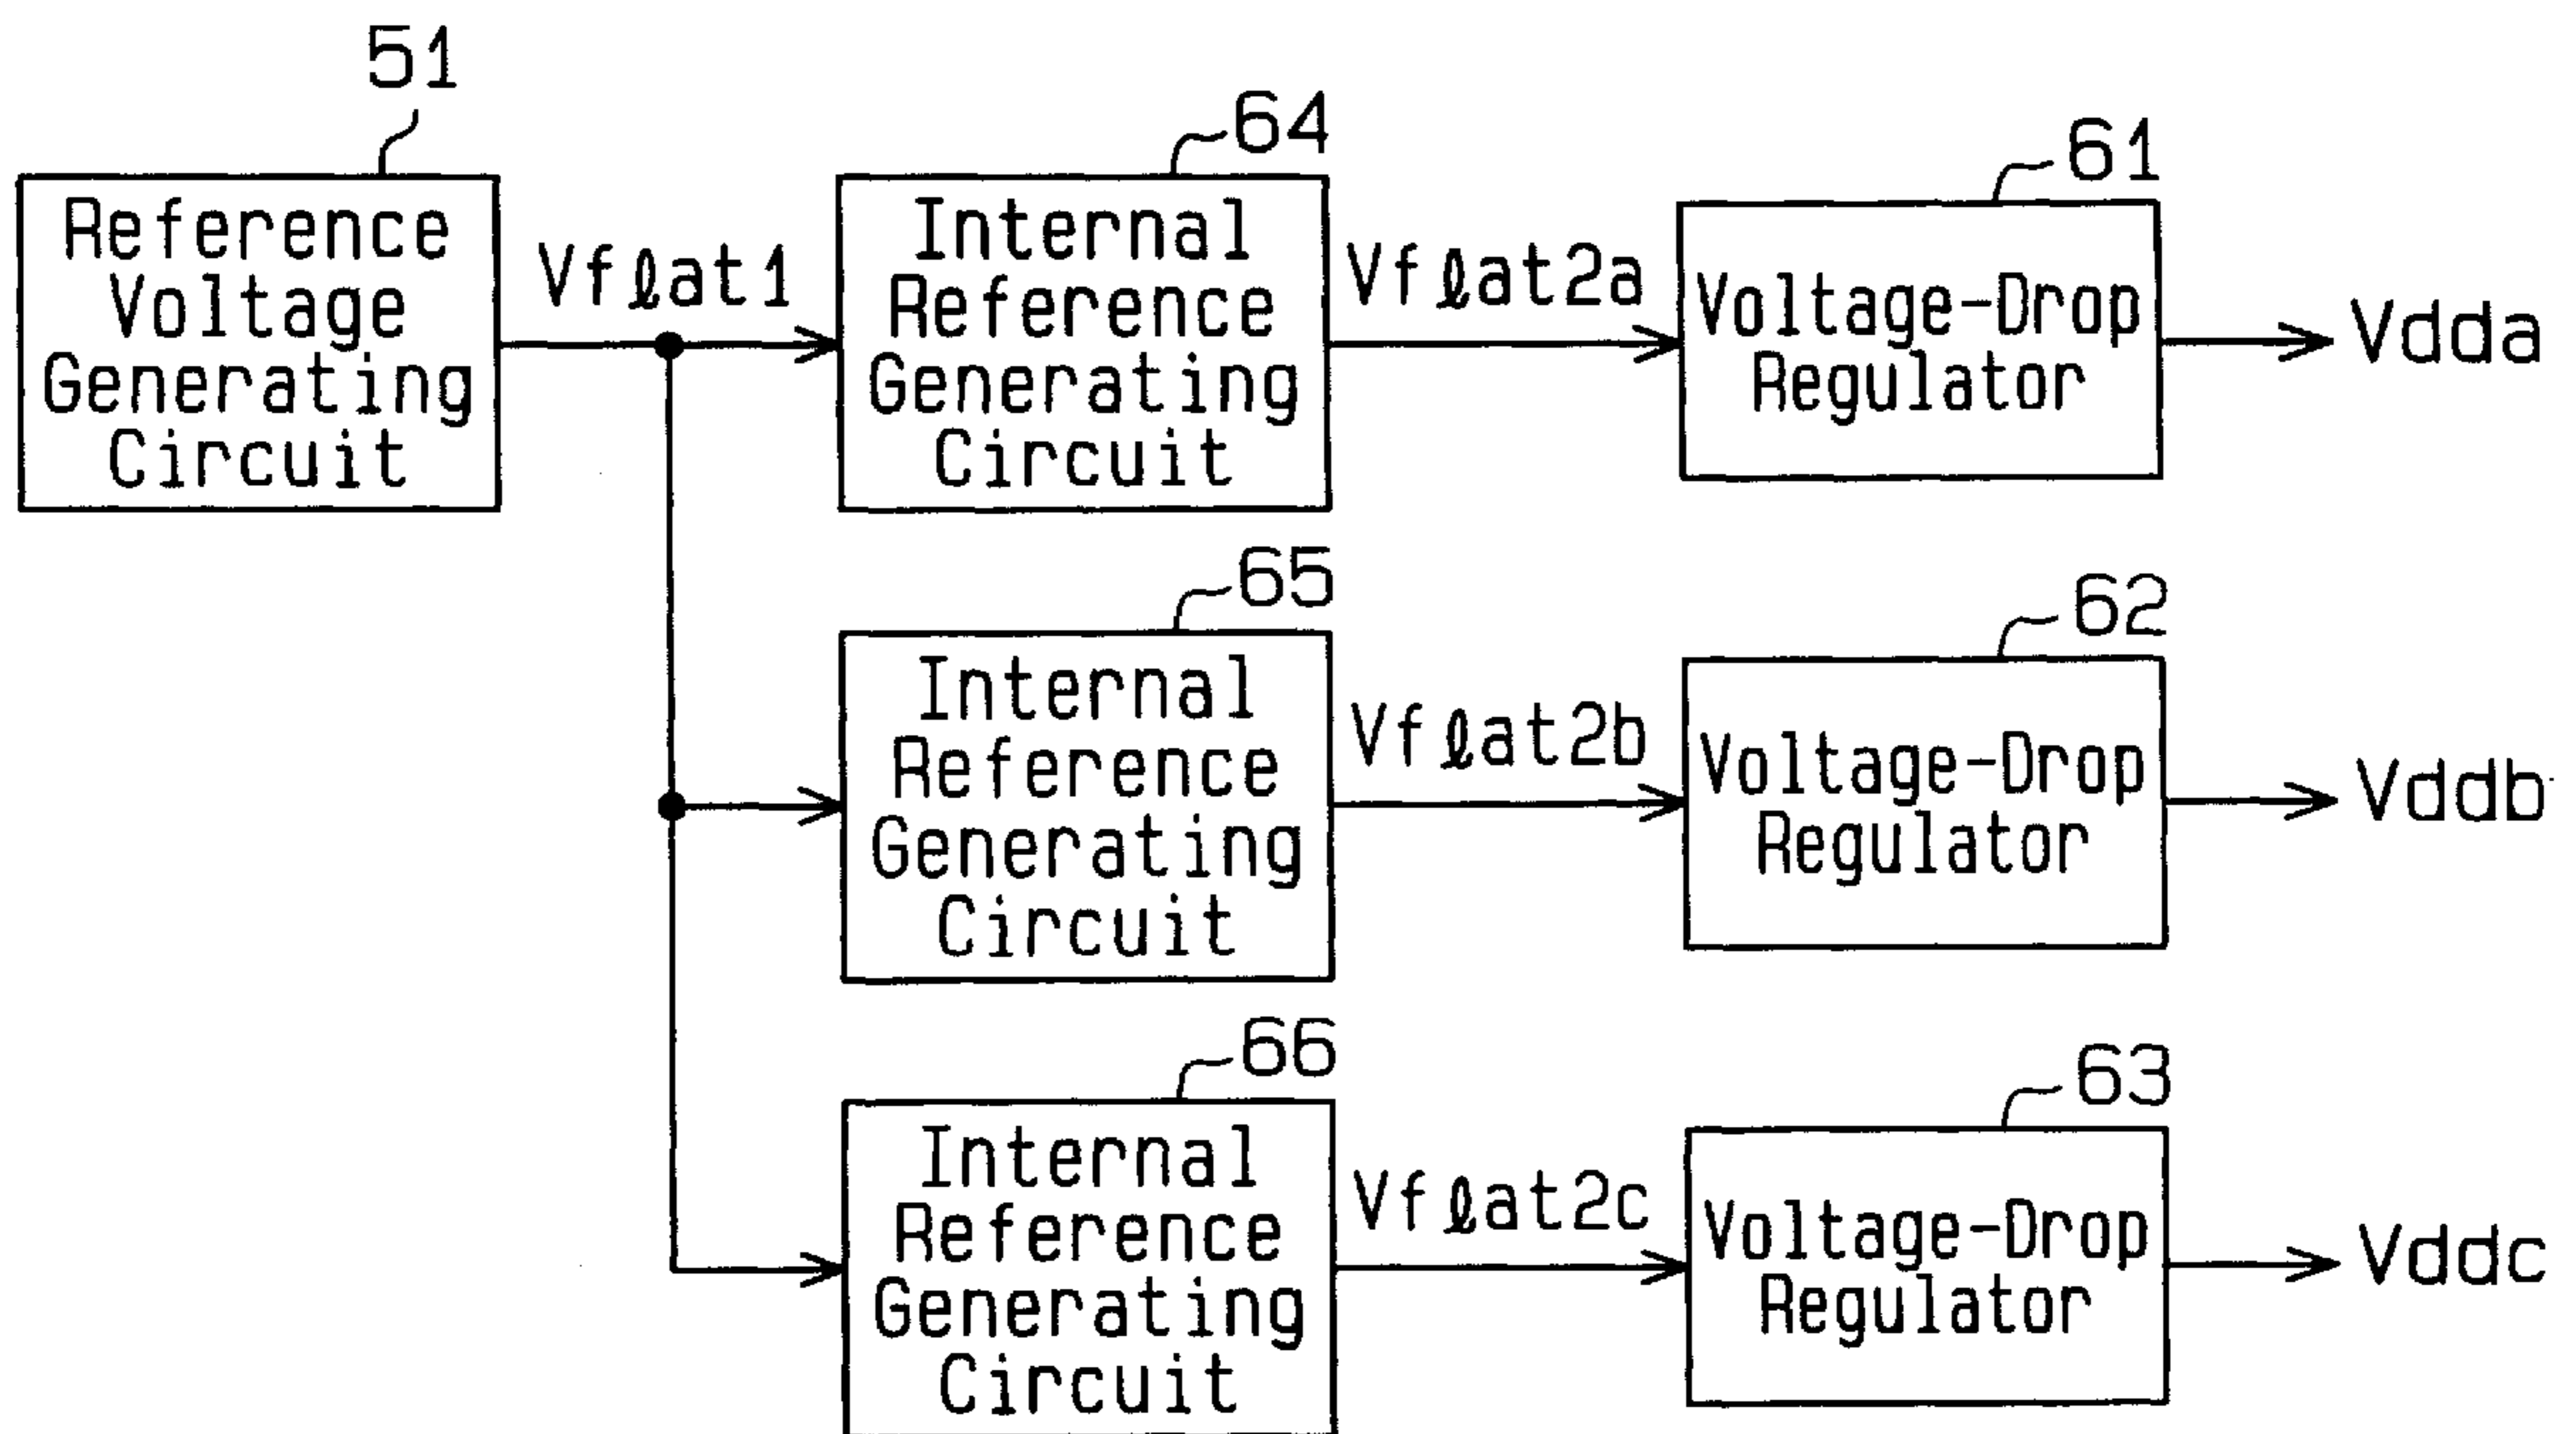 51
Reference
Voltage
Generating
Circuit
Vflat1
64
Internal
Reference
Generating
Circuit
Vflat2a
61
Voltage-Drop
Regulator
Vdda
65
Internal
Reference
Generating
Circuit
Vflat2b
62
Voltage-Drop
Regulator
Vddb
66
Internal
Reference
Generating
Circuit
Vflat2c
63
Voltage-Drop
Regulator
Vddc